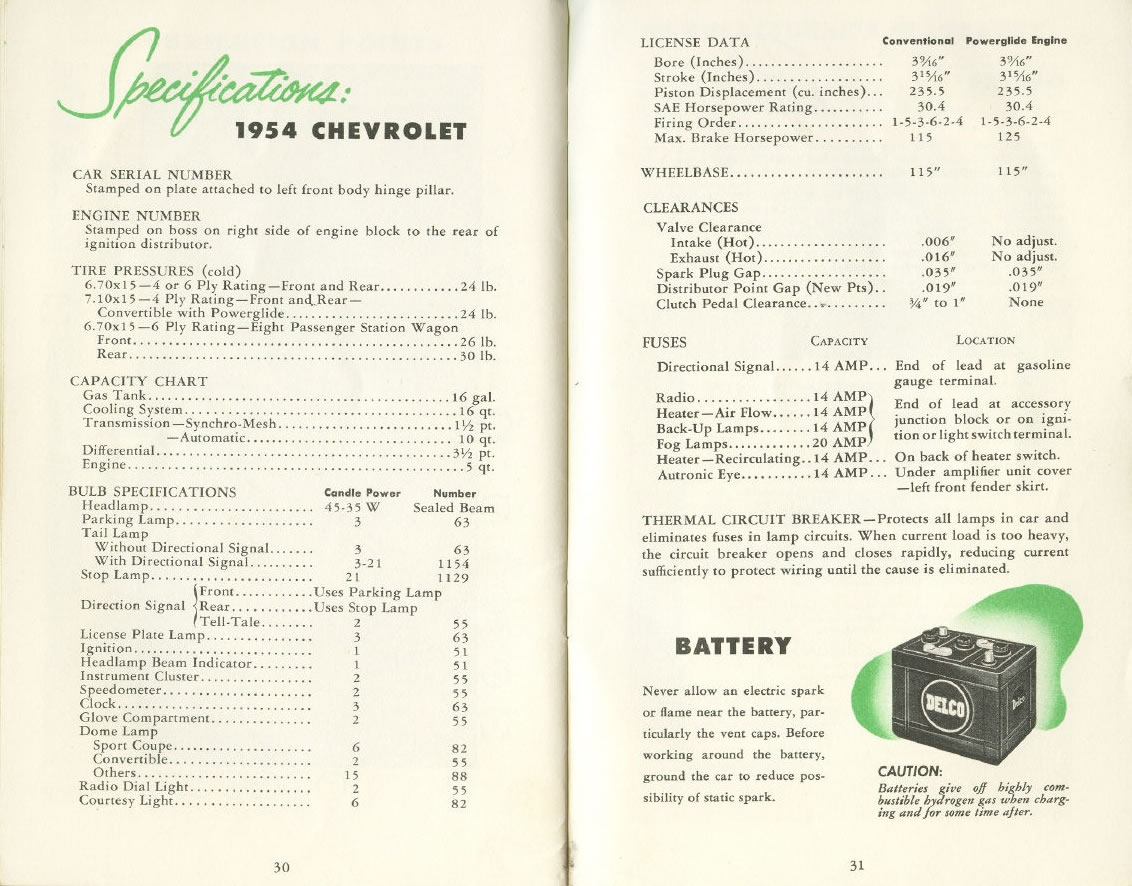 Specifications:
1954 CHEVROLET
CAR SERIAL NUMBER
Stamped on plate attached to left front body hinge pillar.
ENGINE NUMBER
Stamped on boss on right side of engine block to the rear of
ignition distributor.
TIRE PRESSURES (cold)
6.70x15—4 or 6 Ply Rating—Front and Rear............24 lb.
7.10x15—4 Ply Rating—Front and Rear—
Convertible with Powerglide.........................24 lb.
6.70x15—6 Ply Rating—Eight Passenger Station Wagon
Front...............................................26 lb.
Rear................................................30 lb.
CAPACITY CHART
Gas Tank............................................16 gal.
Cooling System......................................16 qt.
Transmission—Synchro-Mesh...........................1½ pt.
—Automatic.............................. 10 qt.
Differential........................................3½ pt.
Engine..............................................5 qt.
BULB SPECIFICATIONS Candle Power Number
Headlamp........................ 45-35 W Sealed Beam
Parking Lamp.................... 3 63
Tail Lamp
Without Directional Signal....... 3 63
With Directional Signal......... 3-21 1154
Stop Lamp........................ 21 1129
Front............Uses Parking Lamp
Direction Signal { Rear............Uses Stop Lamp
Tell-Tale........ 2 55
License Plate Lamp................ 3 63
Ignition.......................... 1 51
Headlamp Beam Indicator......... 1 51
Instrument Cluster................ 2 55
Speedometer...................... 2 55
Clock............................. 3 63
Glove Compartment............... 2 55
Dome Lamp
Sport Coupe.................... 6 82
Convertible..................... 2 55
Others.......................... 15 88
Radio Dial Light.................. 2 55
Courtesy Light.................... 6 82
30
LICENSE DATA Conventional Powerglide Engine
Bore (Inches)..................... 3⁹⁄₁₆″ 3⁹⁄₁₆″
Stroke (Inches)................... 3¹⁵⁄₁₆″ 3¹⁵⁄₁₆″
Piston Displacement (cu. inches)... 235.5 235.5
SAE Horsepower Rating.......... 30.4 30.4
Firing Order...................... 1-5-3-6-2-4 1-5-3-6-2-4
Max. Brake Horsepower.......... 115 125
WHEELBASE....................... 115″ 115″
CLEARANCES
Valve Clearance
Intake (Hot).................... .006″ No adjust.
Exhaust (Hot).................. .016″ No adjust.
Spark Plug Gap................... .035″ .035″
Distributor Point Gap (New Pts).. .019″ .019″
Clutch Pedal Clearance........... ¾″ to 1″ None
FUSES CAPACITY LOCATION
Directional Signal......14 AMP... End of lead at gasoline
gauge terminal.
Radio.................14 AMP
Heater—Air Flow......14 AMP End of lead at accessory
Back-Up Lamps........14 AMP junction block or on igni-
Fog Lamps............20 AMP tion or light switch terminal.
Heater—Recirculating..14 AMP... On back of heater switch.
Autronic Eye...........14 AMP... Under amplifier unit cover
—left front fender skirt.
THERMAL CIRCUIT BREAKER—Protects all lamps in car and
eliminates fuses in lamp circuits. When current load is too heavy,
the circuit breaker opens and closes rapidly, reducing current
sufficiently to protect wiring until the cause is eliminated.
BATTERY
Never allow an electric spark
or flame near the battery, par-
ticularly the vent caps. Before
working around the battery,
ground the car to reduce pos-
sibility of static spark.
DELCO
Delco
CAUTION:
Batteries give off highly com-
bustible hydrogen gas when charg-
ing and for some time after.
31